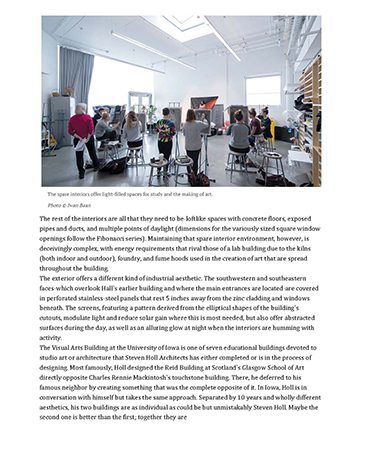 The spare interiors offer light-filled spaces for study and the making of art.
Photo © Iwan Baan
The rest of the interiors are all that they need to be–loftlike spaces with concrete floors, exposed
pipes and ducts, and multiple points of daylight (dimensions for the variously sized square window
openings follow the Fibonacci series). Maintaining that spare interior environment, however, is
deceivingly complex, with energy requirements that rival those of a lab building due to the kilns
(both indoor and outdoor), foundry, and fume hoods used in the creation of art that are spread
throughout the building.
The exterior offers a different kind of industrial aesthetic. The southwestern and southeastern
faces–which overlook Hall's earlier building and where the main entrances are located–are covered
in perforated stainless-steel panels that rest 5 inches away from the zinc cladding and windows
beneath. The screens, featuring a pattern derived from the elliptical shapes of the building's
cutouts, modulate light and reduce solar gain where this is most needed, but also offer abstracted
surfaces during the day, as well as an alluring glow at night when the interiors are humming with
activity.
The Visual Arts Building at the University of Iowa is one of seven educational buildings devoted to
studio art or architecture that Steven Holl Architects has either completed or is in the process of
designing. Most famously, Holl designed the Reid Building at Scotland's Glasgow School of Art
directly opposite Charles Rennie Mackintosh's touchstone building. There, he deferred to his
famous neighbor by creating something that was the complete opposite of it. In Iowa, Holl is in
conversation with himself but takes the same approach. Separated by 10 years and wholly different
aesthetics, his two buildings are as individual as could be but unmistakably Steven Holl. Maybe the
second one is better than the first; together they are